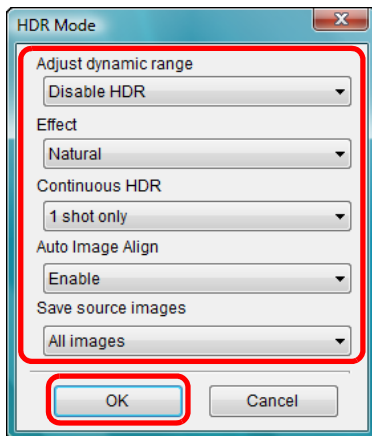 HDR Mode
Adjust dynamic range
Disable HDR
Effect
Natural
Continuous HDR
1 shot only
Auto Image Align
Enable
Save source images
All images
OK Cancel